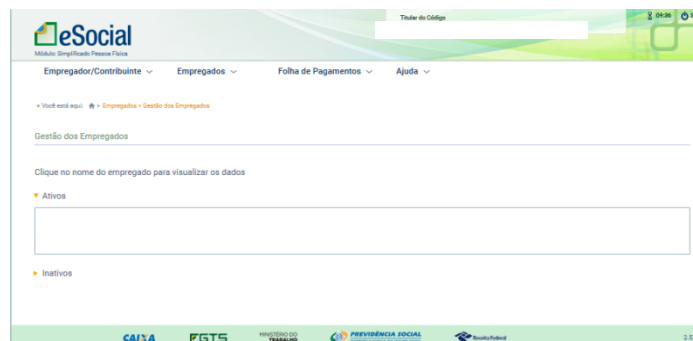 Titular do Código
09:36
eSocial
Módulo: Simplificado Pessoa Física
Empregador/Contribuinte Empregados Folha de Pagamentos Ajuda
Você está aqui: > Empregados > Gestão dos Empregados
Gestão dos Empregados
Clique no nome do empregado para visualizar os dados
Ativos
Inativos
CAIXA FGTS MINISTÉRIO DO TRABALHO PREVIDÊNCIA SOCIAL Receita Federal